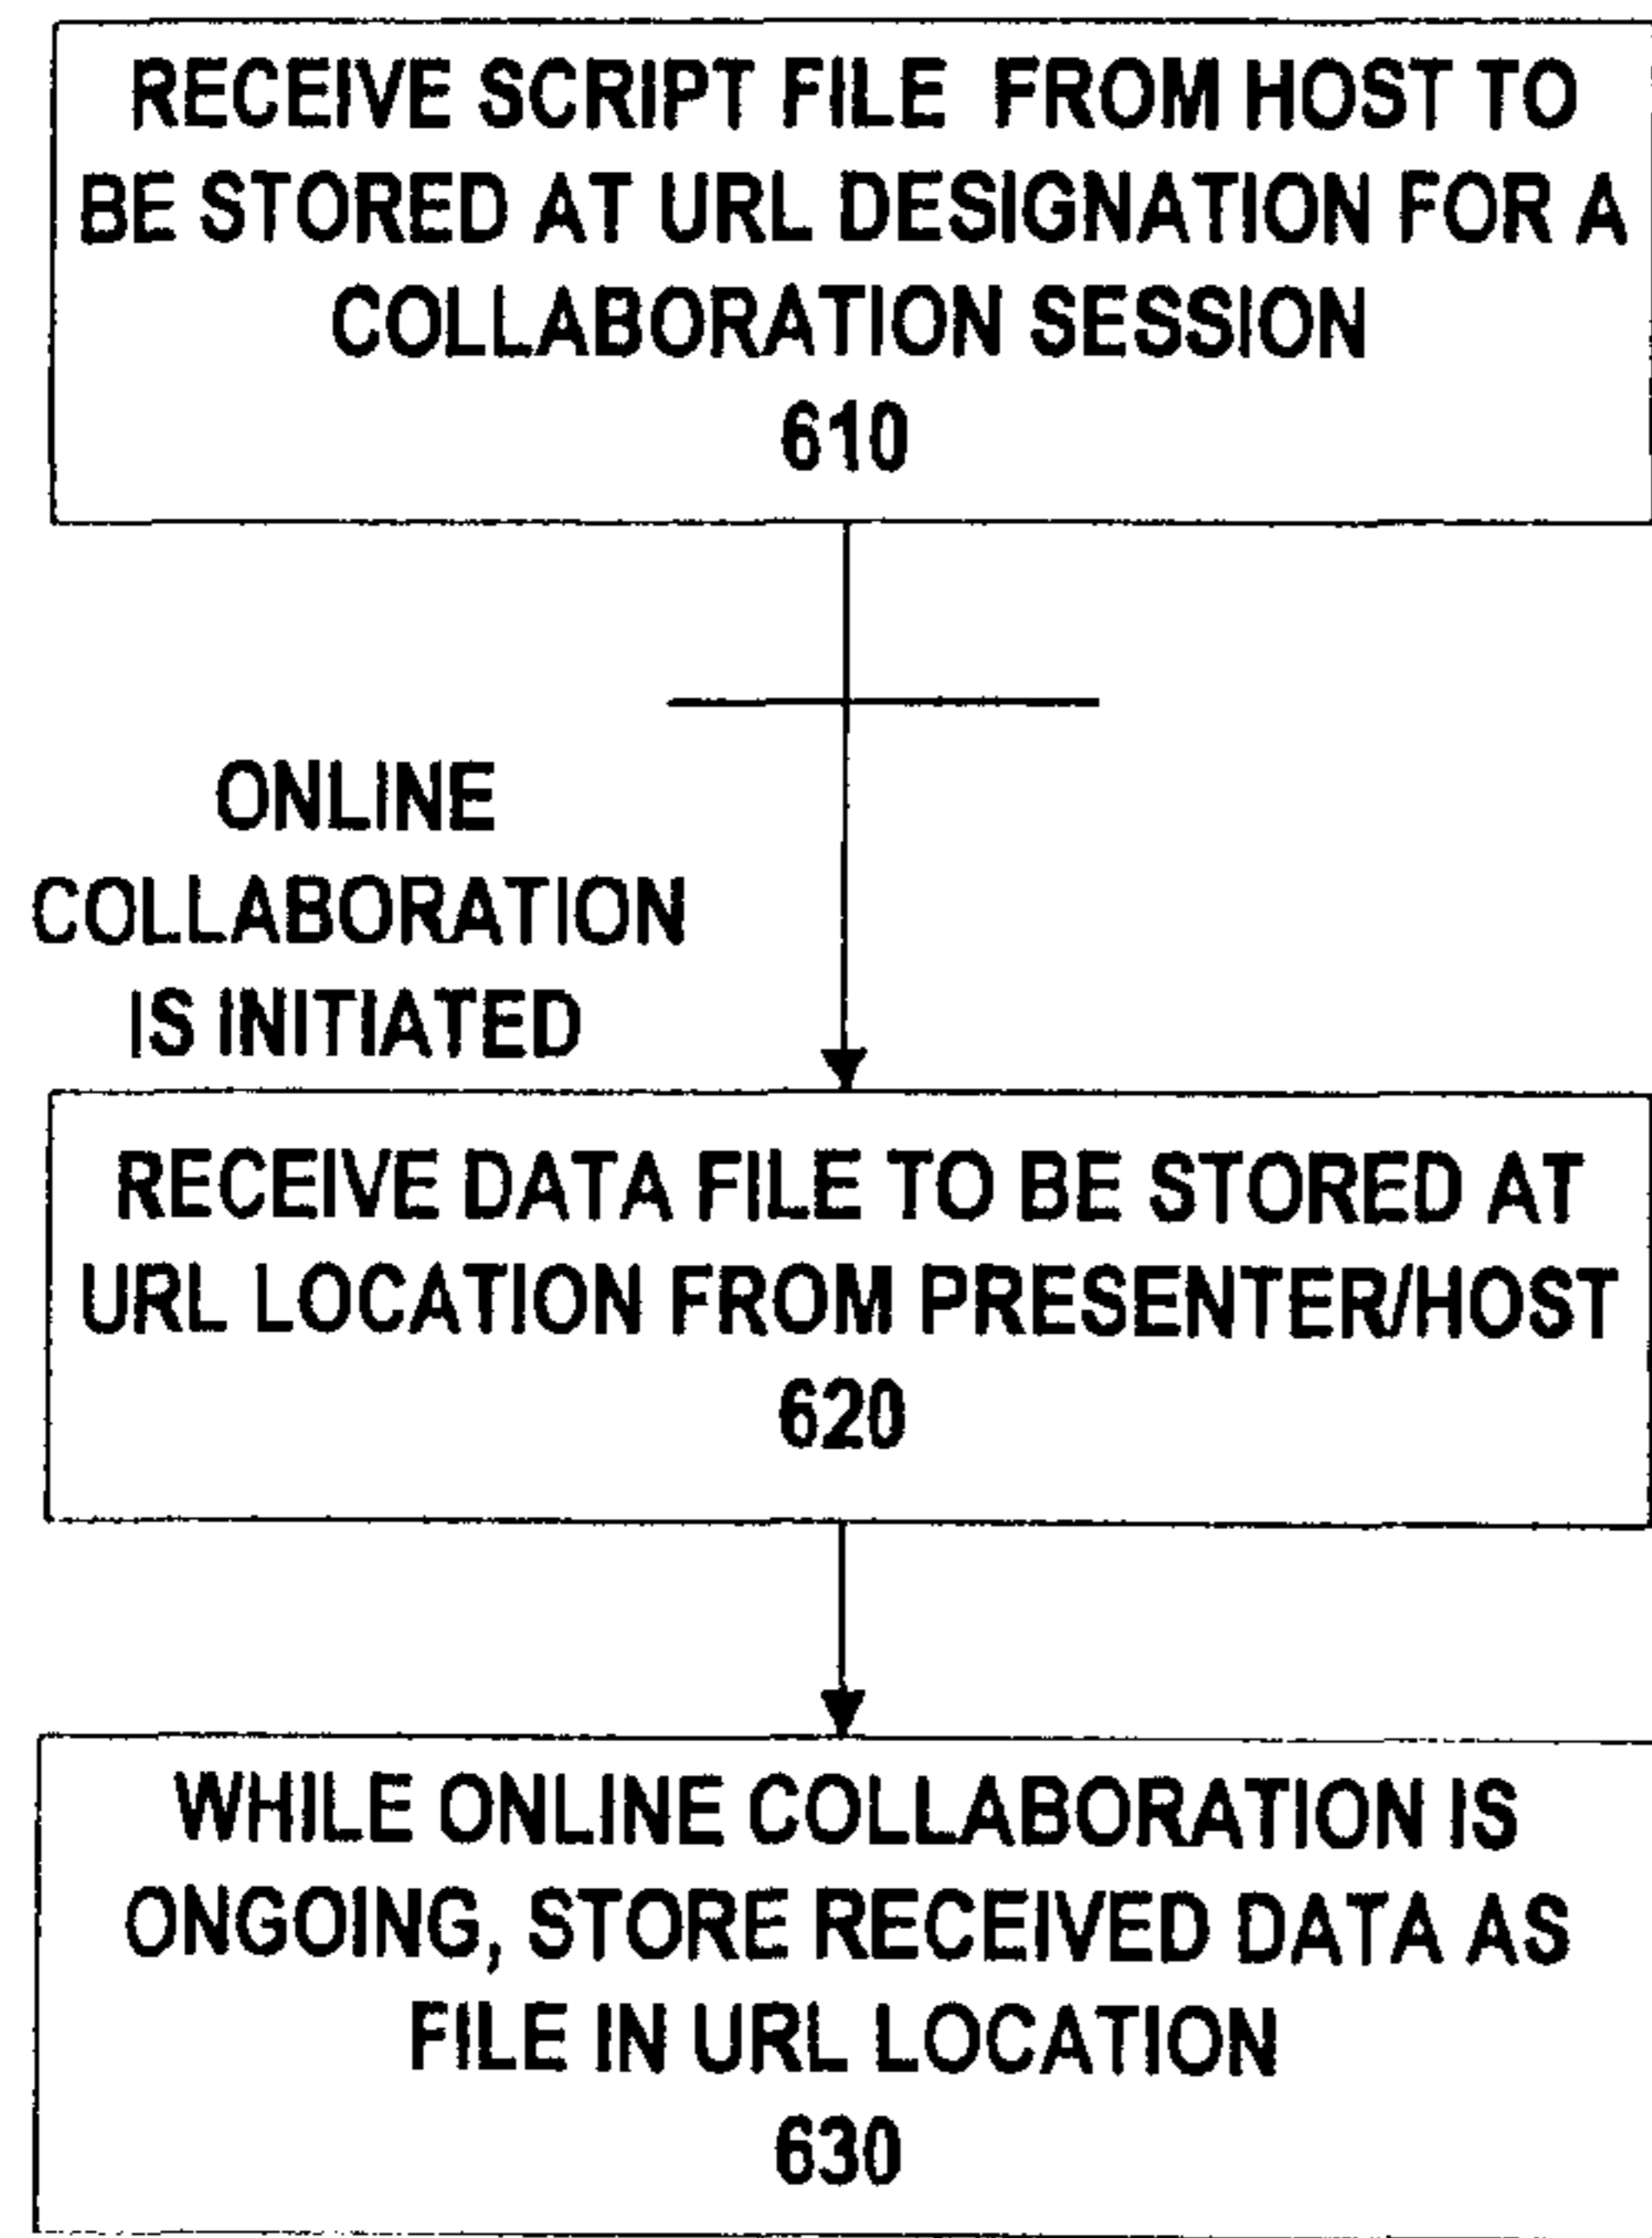 RECEIVE SCRIPT FILE FROM HOST TO
BE STORED AT URL DESIGNATION FOR A
COLLABORATION SESSION
610
ONLINE
COLLABORATION
IS INITIATED
RECEIVE DATA FILE TO BE STORED AT
URL LOCATION FROM PRESENTER/HOST
620
WHILE ONLINE COLLABORATION IS
ONGOING, STORE RECEIVED DATA AS
FILE IN URL LOCATION
630